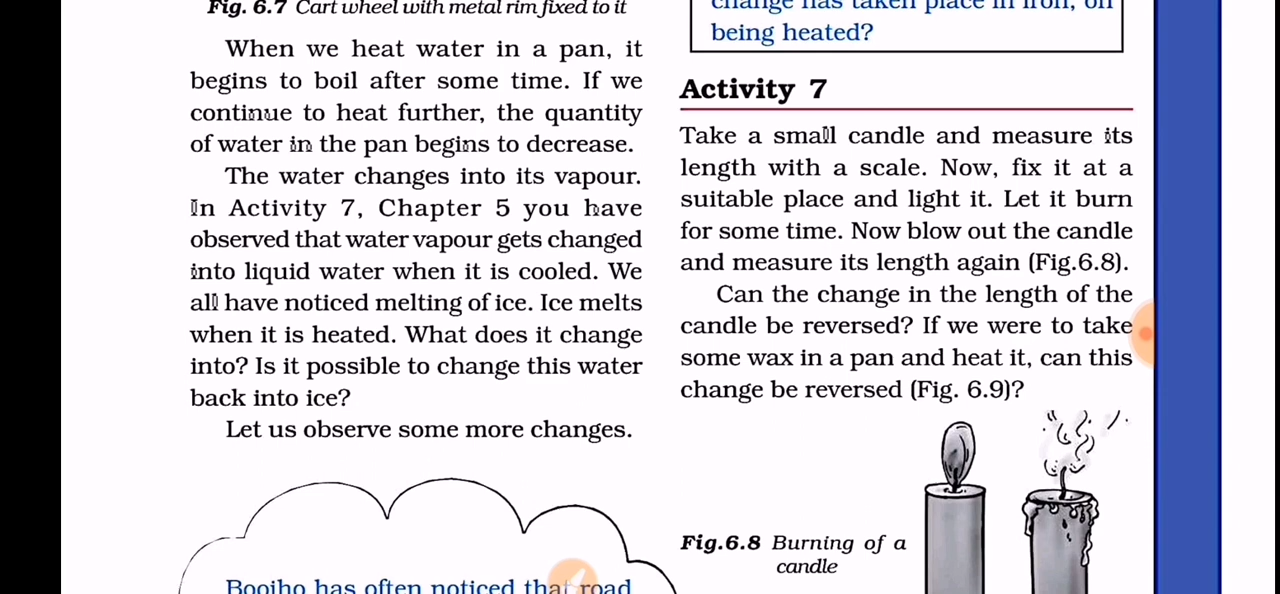 Fig. 6.7 Cart wheel with metal rim fixed to it
When we heat water in a pan, it
begins to boil after some time. If we
continue to heat further, the quantity
of water in the pan begins to decrease.
The water changes into its vapour.
In Activity 7, Chapter 5 you have
observed that water vapour gets changed
into liquid water when it is cooled. We
all have noticed melting of ice. Ice melts
when it is heated. What does it change
into? Is it possible to change this water
back into ice?
Let us observe some more changes.
Boojho has often noticed that road
change has taken place in iron, on
being heated?
Activity 7
Take a small candle and measure its
length with a scale. Now, fix it at a
suitable place and light it. Let it burn
for some time. Now blow out the candle
and measure its length again (Fig.6.8).
Can the change in the length of the
candle be reversed? If we were to take
some wax in a pan and heat it, can this
change be reversed (Fig. 6.9)?
Fig.6.8 Burning of a
candle